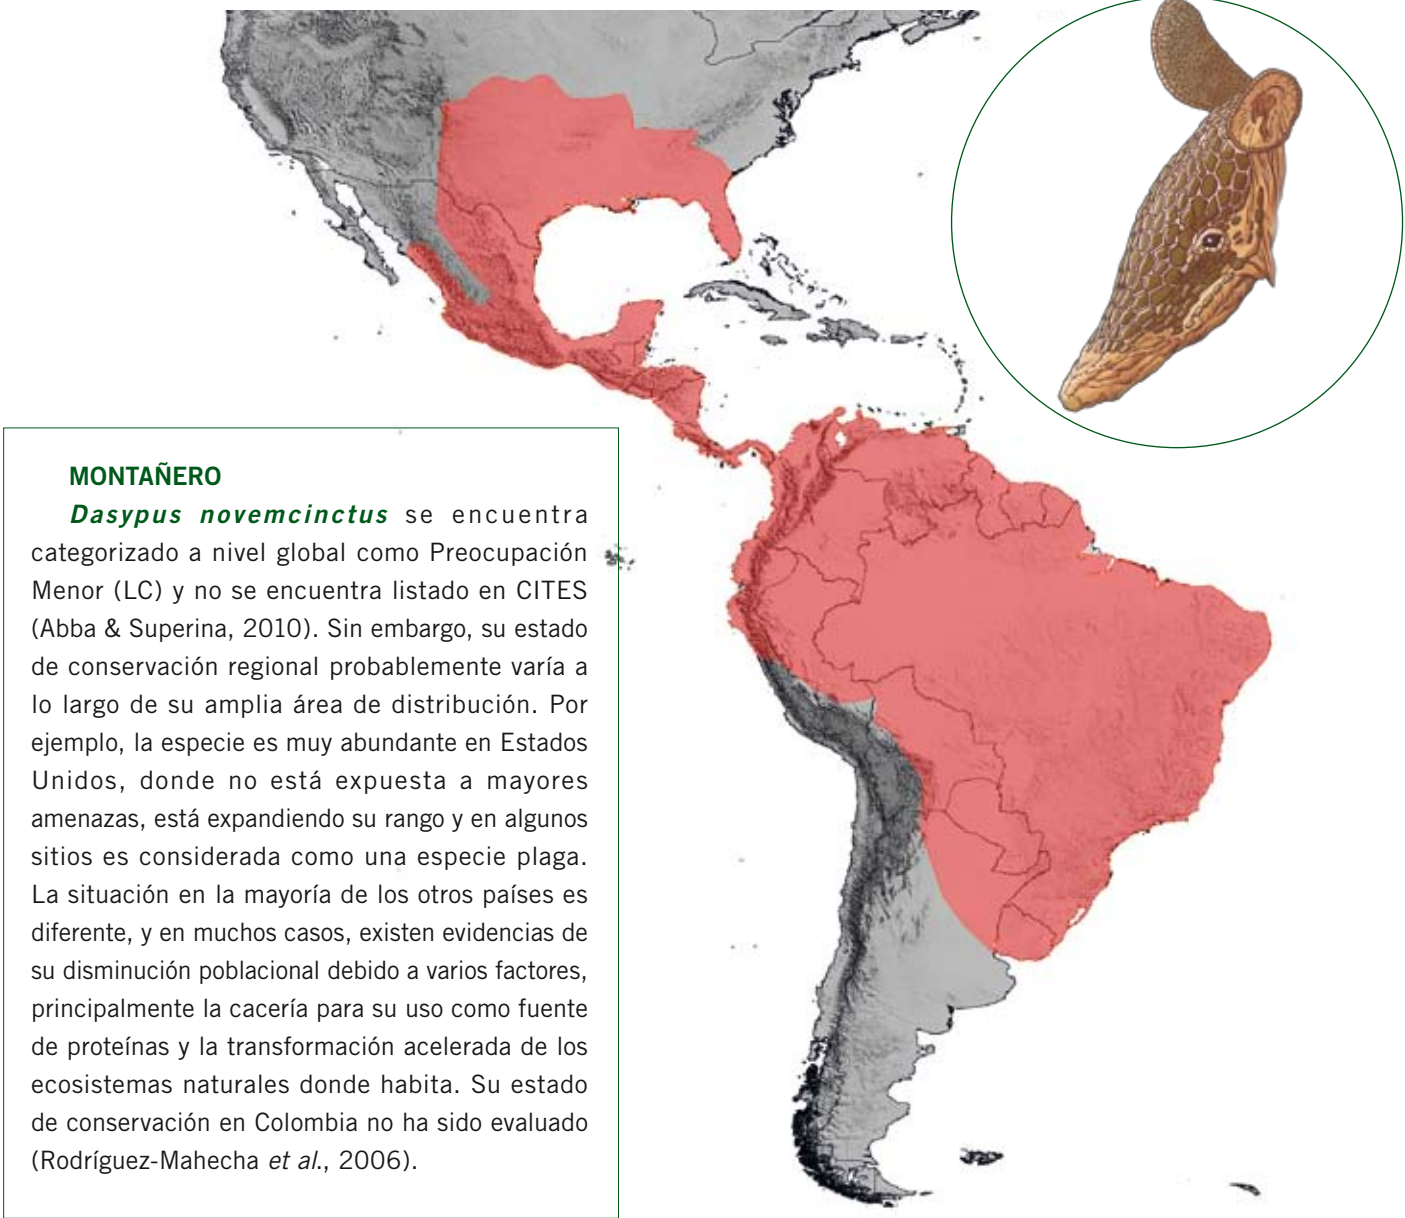 MONTAÑERO
Dasypus novemcinctus se encuentra
categorizado a nivel global como Preocupación
Menor (LC) y no se encuentra listado en CITES
(Abba & Superina, 2010). Sin embargo, su estado
de conservación regional probablemente varía a
lo largo de su amplia área de distribución. Por
ejemplo, la especie es muy abundante en Estados
Unidos, donde no está expuesta a mayores
amenazas, está expandiendo su rango y en algunos
sitios es considerada como una especie plaga.
La situación en la mayoría de los otros países es
diferente, y en muchos casos, existen evidencias de
su disminución poblacional debido a varios factores,
principalmente la cacería para su uso como fuente
de proteínas y la transformación acelerada de los
ecosistemas naturales donde habita. Su estado
de conservación en Colombia no ha sido evaluado
(Rodríguez-Mahecha et al., 2006).